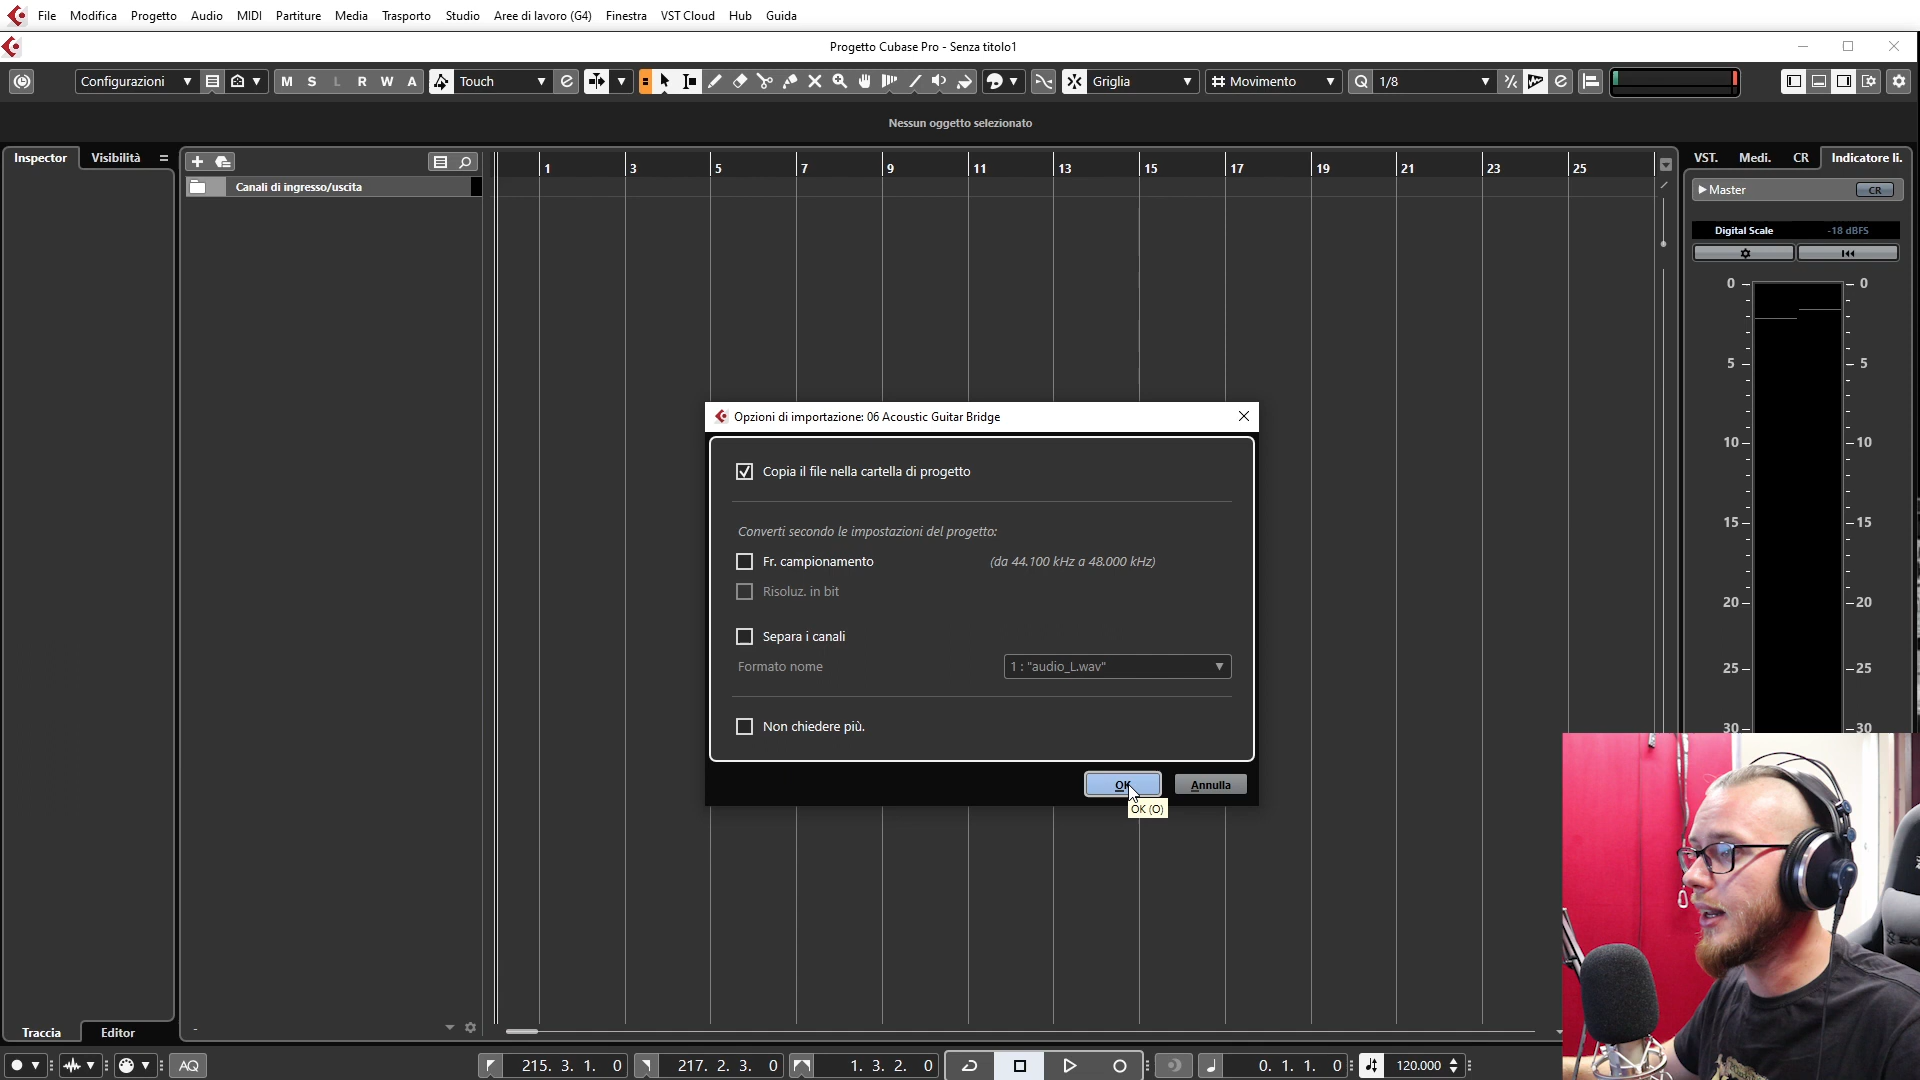 File Modifica Progetto Audio MIDI Partiture Media Trasporto Studio Aree di lavoro (G4) Finestra VST Cloud Hub Guida
Progetto Cubase Pro - Senza titolo1
Configurazioni M S L R W A Touch Griglia Movimento Q 1/8
Nessun oggetto selezionato
Inspector Visibilità
1 3 5 7 9 11 13 15 17 19 21 23 25
VST. Medi. CR Indicatore li.
Canali di ingresso/uscita
Master CR
Digital Scale -18 dBFS
0 0
5 5
10 10
15 15
20 20
25 25
30 30
Opzioni di importazione: 06 Acoustic Guitar Bridge
Copia il file nella cartella di progetto
Converti secondo le impostazioni del progetto:
Fr. campionamento (da 44.100 kHz a 48.000 kHz)
Risoluz. in bit
Separa i canali
Formato nome 1 : "audio_L.wav"
Non chiedere più.
OK Annulla
OK (O)
Traccia Editor
AQ 215. 3. 1. 0 217. 2. 3. 0 1. 3. 2. 0 0. 1. 1. 0 120.000